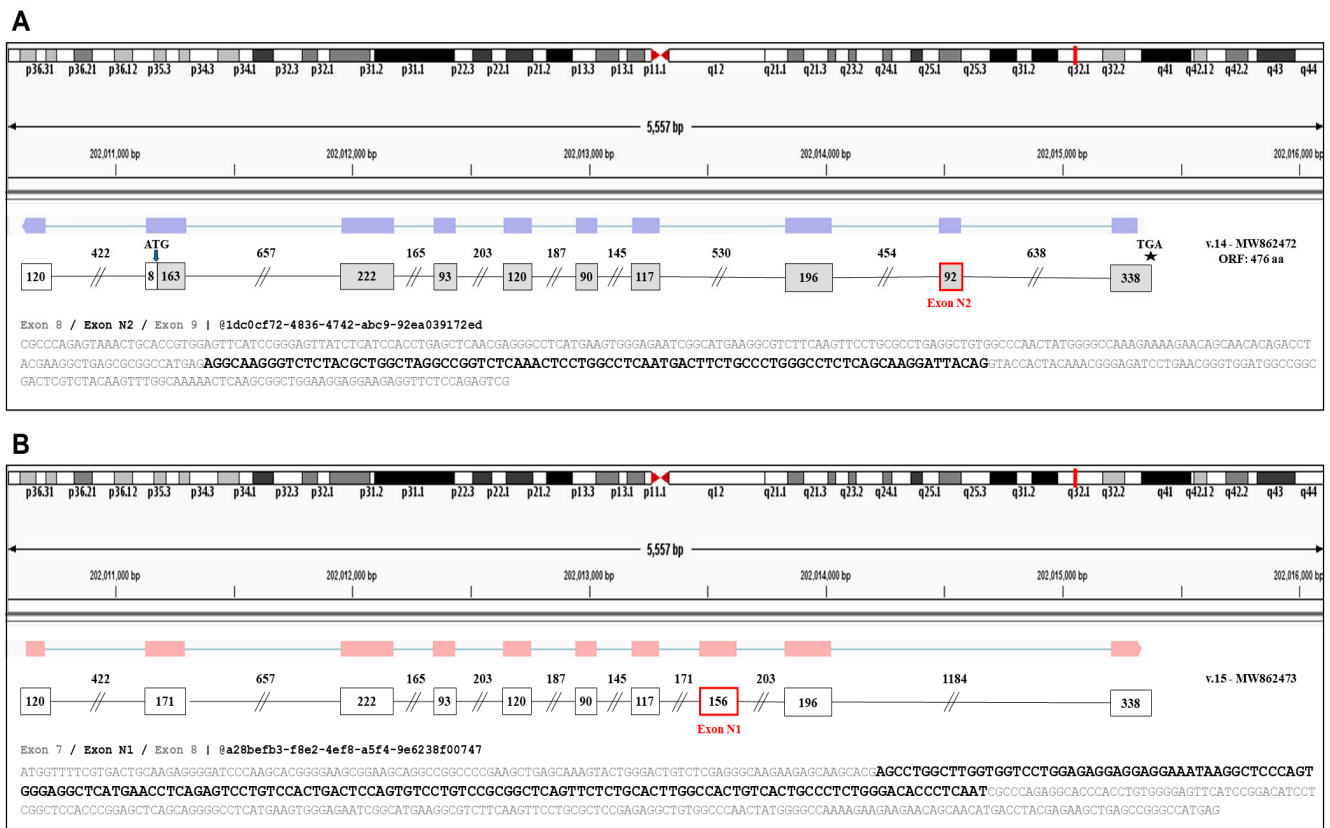 A
p36.31 p36.21 p36.12 p35.3 p34.3 p34.1 p32.3 p32.1 p31.2 p31.1 p22.3 p22.1 p21.2 p13.3 p13.1 p11.1 q12 q21.1 q21.3 q23.2 q24.1 q25.1 q25.3 q31.2 q32.1 q32.2 q41 q42.12 q42.2 q43 q44
5,557 bp
202,011,000 bp 202,012,000 bp 202,013,000 bp 202,014,000 bp 202,015,000 bp 202,016,000 bp
422 ATG 657 165 203 187 145 530 454 638 TGA v.14 - MW862472
ORF: 476 aa
120 8 163 222 93 120 90 117 196 92 338
Exon N2
Exon 8 / Exon N2 / Exon 9 | @1dc0cf72-4836-4742-abc9-92ea039172ed
CGCCCAGAGTAAACTGCACCGTGGAGTTCATCCGGGAGTTATCTCATCCACCTGAGCTCAACGAGGGCCTCATGAAGTGGGAGAATCGGCATGAAGGCGTCTTCAAGTTCCTGCGCCTGAGGCTGTGGCCCAACTATGGGGCCAAAGAAAAGAACAGCAACACAGACCT
ACGAAGGCTGAGCGCGGCCATGAGAGGCAAGGGTCTCTACGCTGGCTAGGCCGGTCTCAAACTCCTGGCCTCAATGACTTCTGCCCTGGGCCTCTCAGCAAGGATTACAGGTACCACTACAAACGGGAGATCCTGAACGGGTGGATGGCCGGC
GACTCGTCTACAAGTTTGGCAAAAACTCAAGCGGCTGGAAGGAGGAAGAGGTTCTCCAGAGTCG
B
p36.31 p36.21 p36.12 p35.3 p34.3 p34.1 p32.3 p32.1 p31.2 p31.1 p22.3 p22.1 p21.2 p13.3 p13.1 p11.1 q12 q21.1 q21.3 q23.2 q24.1 q25.1 q25.3 q31.2 q32.1 q32.2 q41 q42.12 q42.2 q43 q44
5,557 bp
202,011,000 bp 202,012,000 bp 202,013,000 bp 202,014,000 bp 202,015,000 bp 202,016,000 bp
422 657 165 203 187 145 171 203 1184 v.15 - MW862473
120 171 222 93 120 90 117 156 196 338
Exon N1
Exon 7 / Exon N1 / Exon 8 | @a28befb3-f8e2-4ef8-a5f4-9e6238f00747
ATGGTTTTCGTGACTGCAAGAGGGGATCCCAAGCACGGGGAAGCGGAAGCAGGCCGGCCCCGAAGCTGAGCAAAGTACTGGGACTGTCTCGAGGGCAAGAAGAGCAAGCACGAGCCTGGCTTGGTGGTCCTGGAGAGGAGGAGGAAATAAGGCTCCCAGT
GGGAGGCTCATGAACCTCAGAGTCCTGTCCACTGACTCCAGTGTCCTGTCCGCGGCTCAGTTCTCTGCACTTGGCCACTGTCACTGCCCTCTGGGACACCCTCAATCGCCCAGAGGCACCCACCTGTGGGGAGTTCATCCGGACATCCT
CGGCTCCACCCGGAGCTCAGCAGGGGCCTCATGAAGTGGGAGAATCGGCATGAAGGCGTCTTCAAGTTCCTGCGCTCCGAGAGGCTGTGGCCCAACTATGGGGCCAAAAGAAGAAGAACAGCAACATGACCTACGAGAAGCTGAGCCGGGCCATGAG